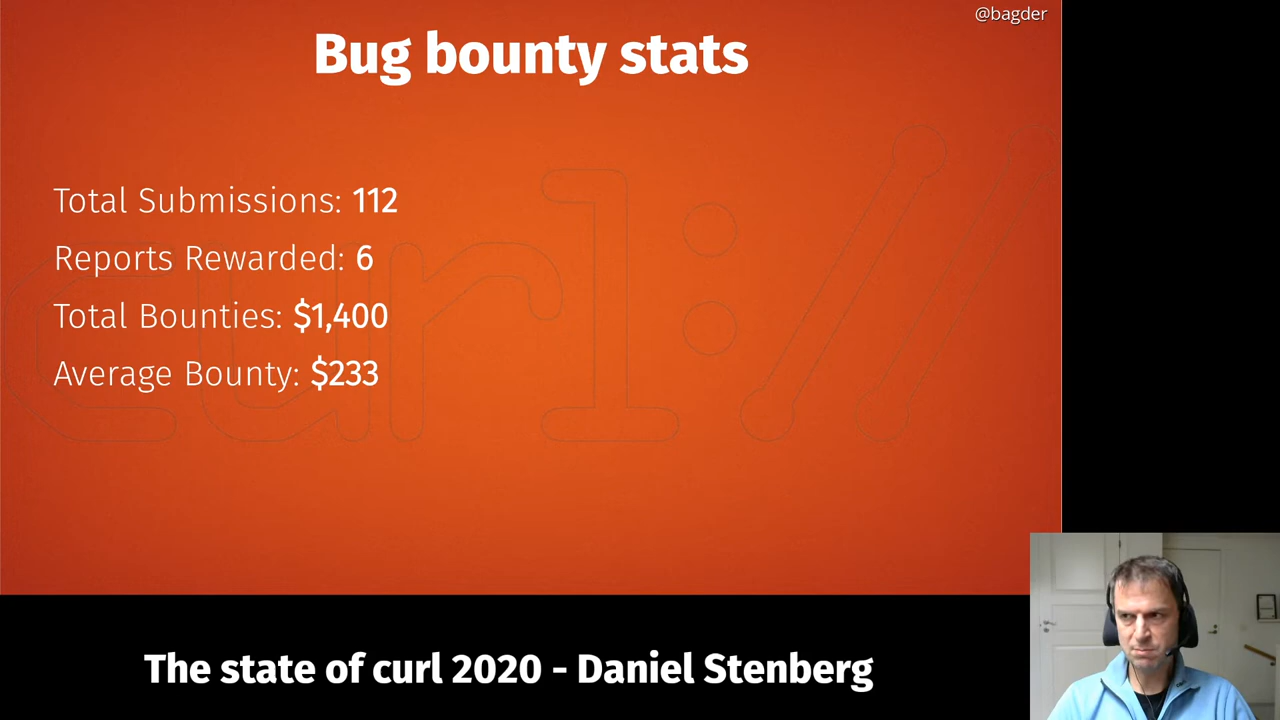 @bagder
Bug bounty stats
Total Submissions: 112
Reports Rewarded: 6
Total Bounties: $1,400
Average Bounty: $233
curl://
The state of curl 2020 - Daniel Stenberg